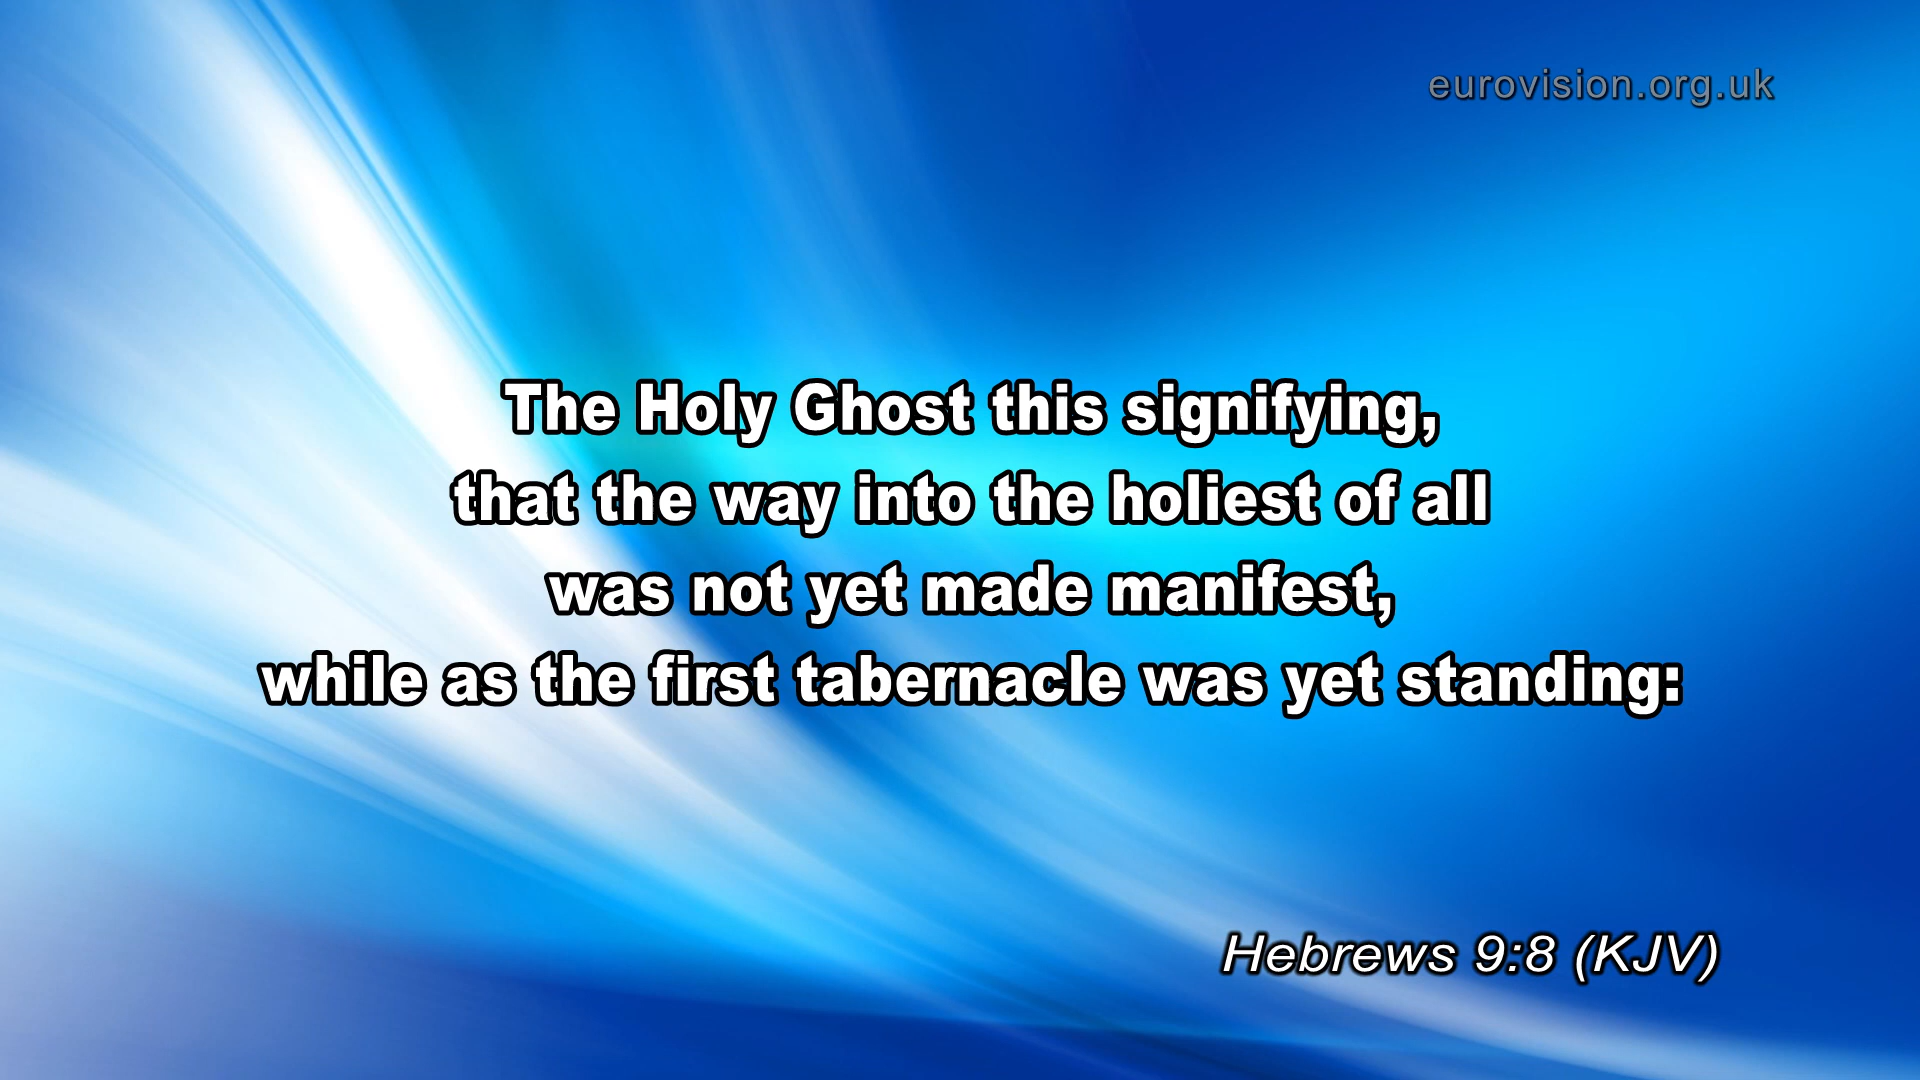 eurovision.org.uk
The Holy Ghost this signifying,
that the way into the holiest of all
was not yet made manifest,
while as the first tabernacle was yet standing:
Hebrews 9:8 (KJV)